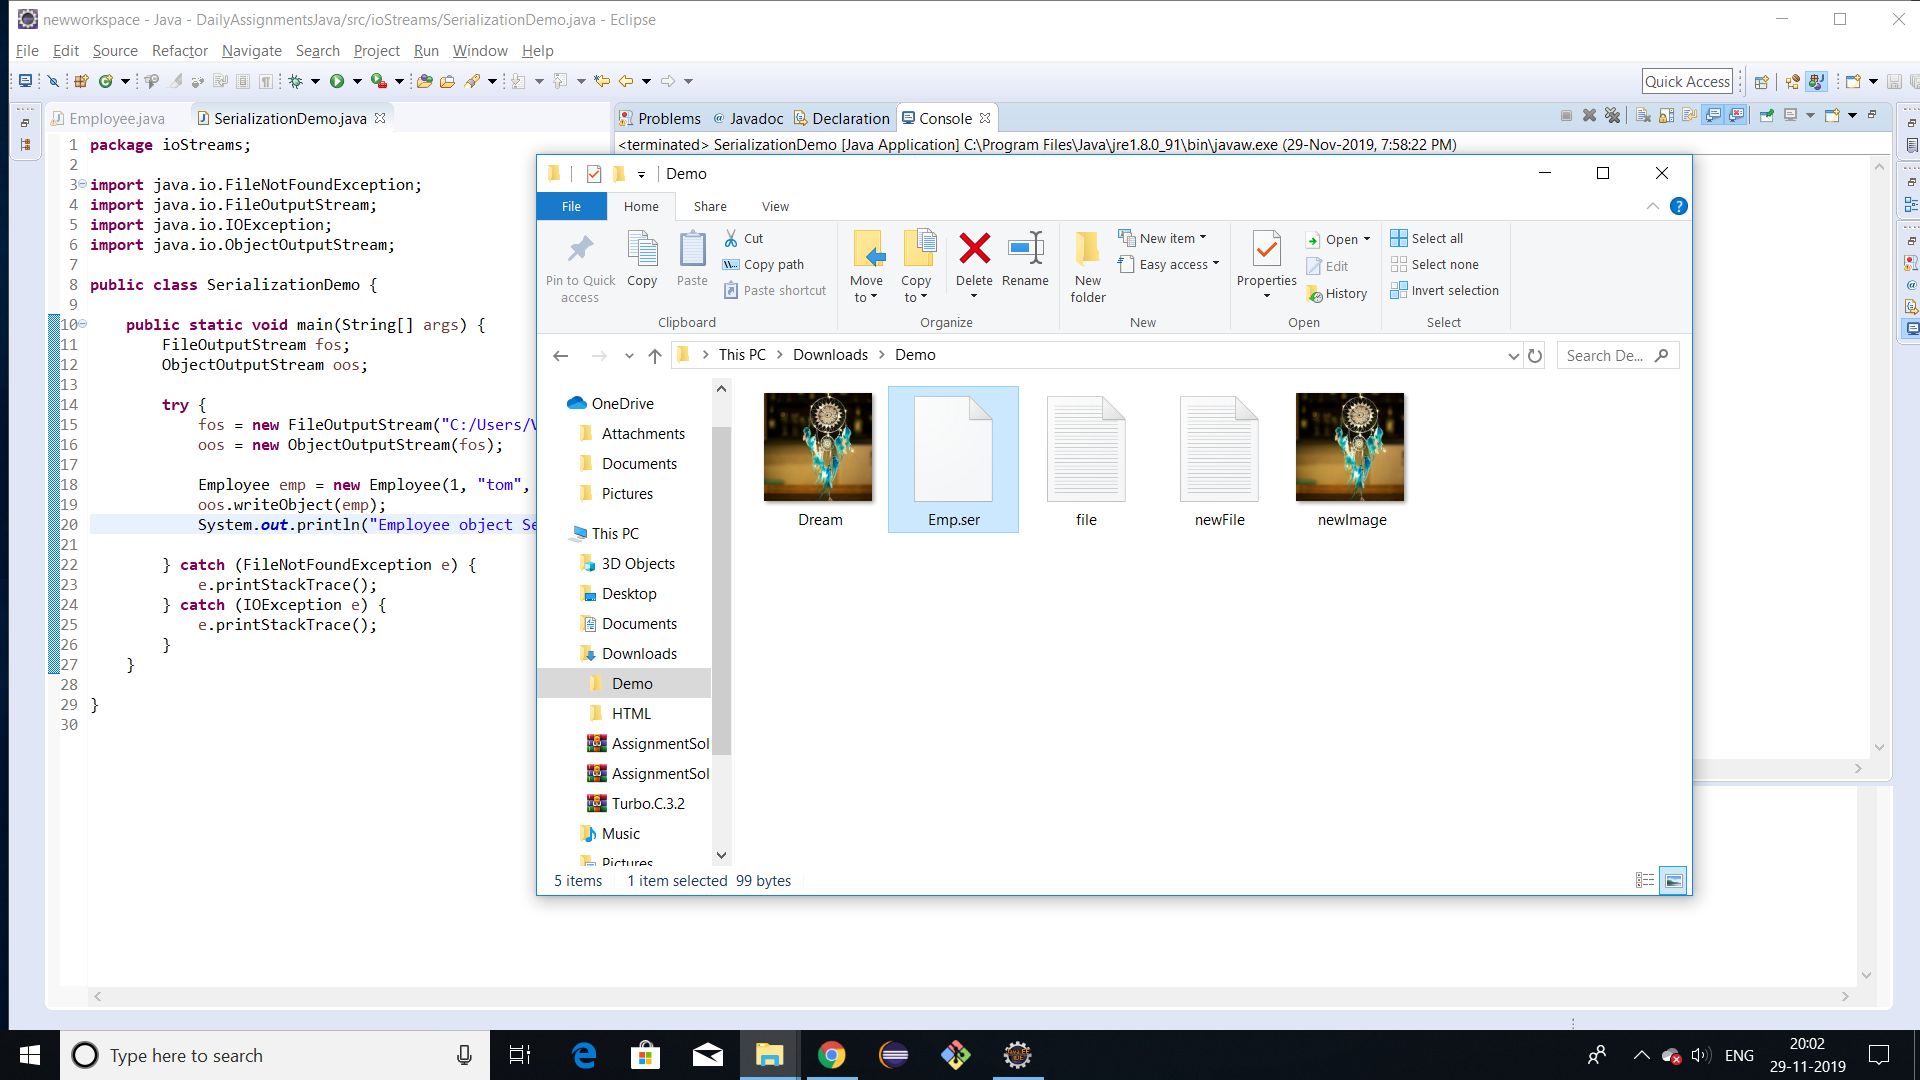 newworkspace - Java - DailyAssignmentsJava/src/ioStreams/SerializationDemo.java - Eclipse
File Edit Source Refactor Navigate Search Project Run Window Help
Quick Access
Employee.java SerializationDemo.java
Problems @ Javadoc Declaration Console
<terminated> SerializationDemo [Java Application] C:\Program Files\Java\jre1.8.0_91\bin\javaw.exe (29-Nov-2019, 7:58:22 PM)
1 package ioStreams;
2
3 import java.io.FileNotFoundException;
4 import java.io.FileOutputStream;
5 import java.io.IOException;
6 import java.io.ObjectOutputStream;
7
8 public class SerializationDemo {
9
10 public static void main(String[] args) {
11 FileOutputStream fos;
12 ObjectOutputStream oos;
13
14 try {
15 fos = new FileOutputStream("C:/Users/V
16 oos = new ObjectOutputStream(fos);
17
18 Employee emp = new Employee(1, "tom",
19 oos.writeObject(emp);
20 System.out.println("Employee object Se
21
22 } catch (FileNotFoundException e) {
23 e.printStackTrace();
24 } catch (IOException e) {
25 e.printStackTrace();
26 }
27 }
28
29 }
30
Demo
File Home Share View
Pin to Quick access
Copy
Paste
Cut
Copy path
Paste shortcut
Clipboard
Move to
Copy to
Delete
Rename
Organize
New folder
New item
Easy access
New
Properties
Open
Edit
History
Open
Select all
Select none
Invert selection
Select
This PC > Downloads > Demo
Search De...
OneDrive
Attachments
Documents
Pictures
This PC
3D Objects
Desktop
Documents
Downloads
Demo
HTML
AssignmentSol
AssignmentSol
Turbo.C.3.2
Music
Pictures
Dream Emp.ser file newFile newImage
5 items 1 item selected 99 bytes
Type here to search
ENG
20:02
29-11-2019